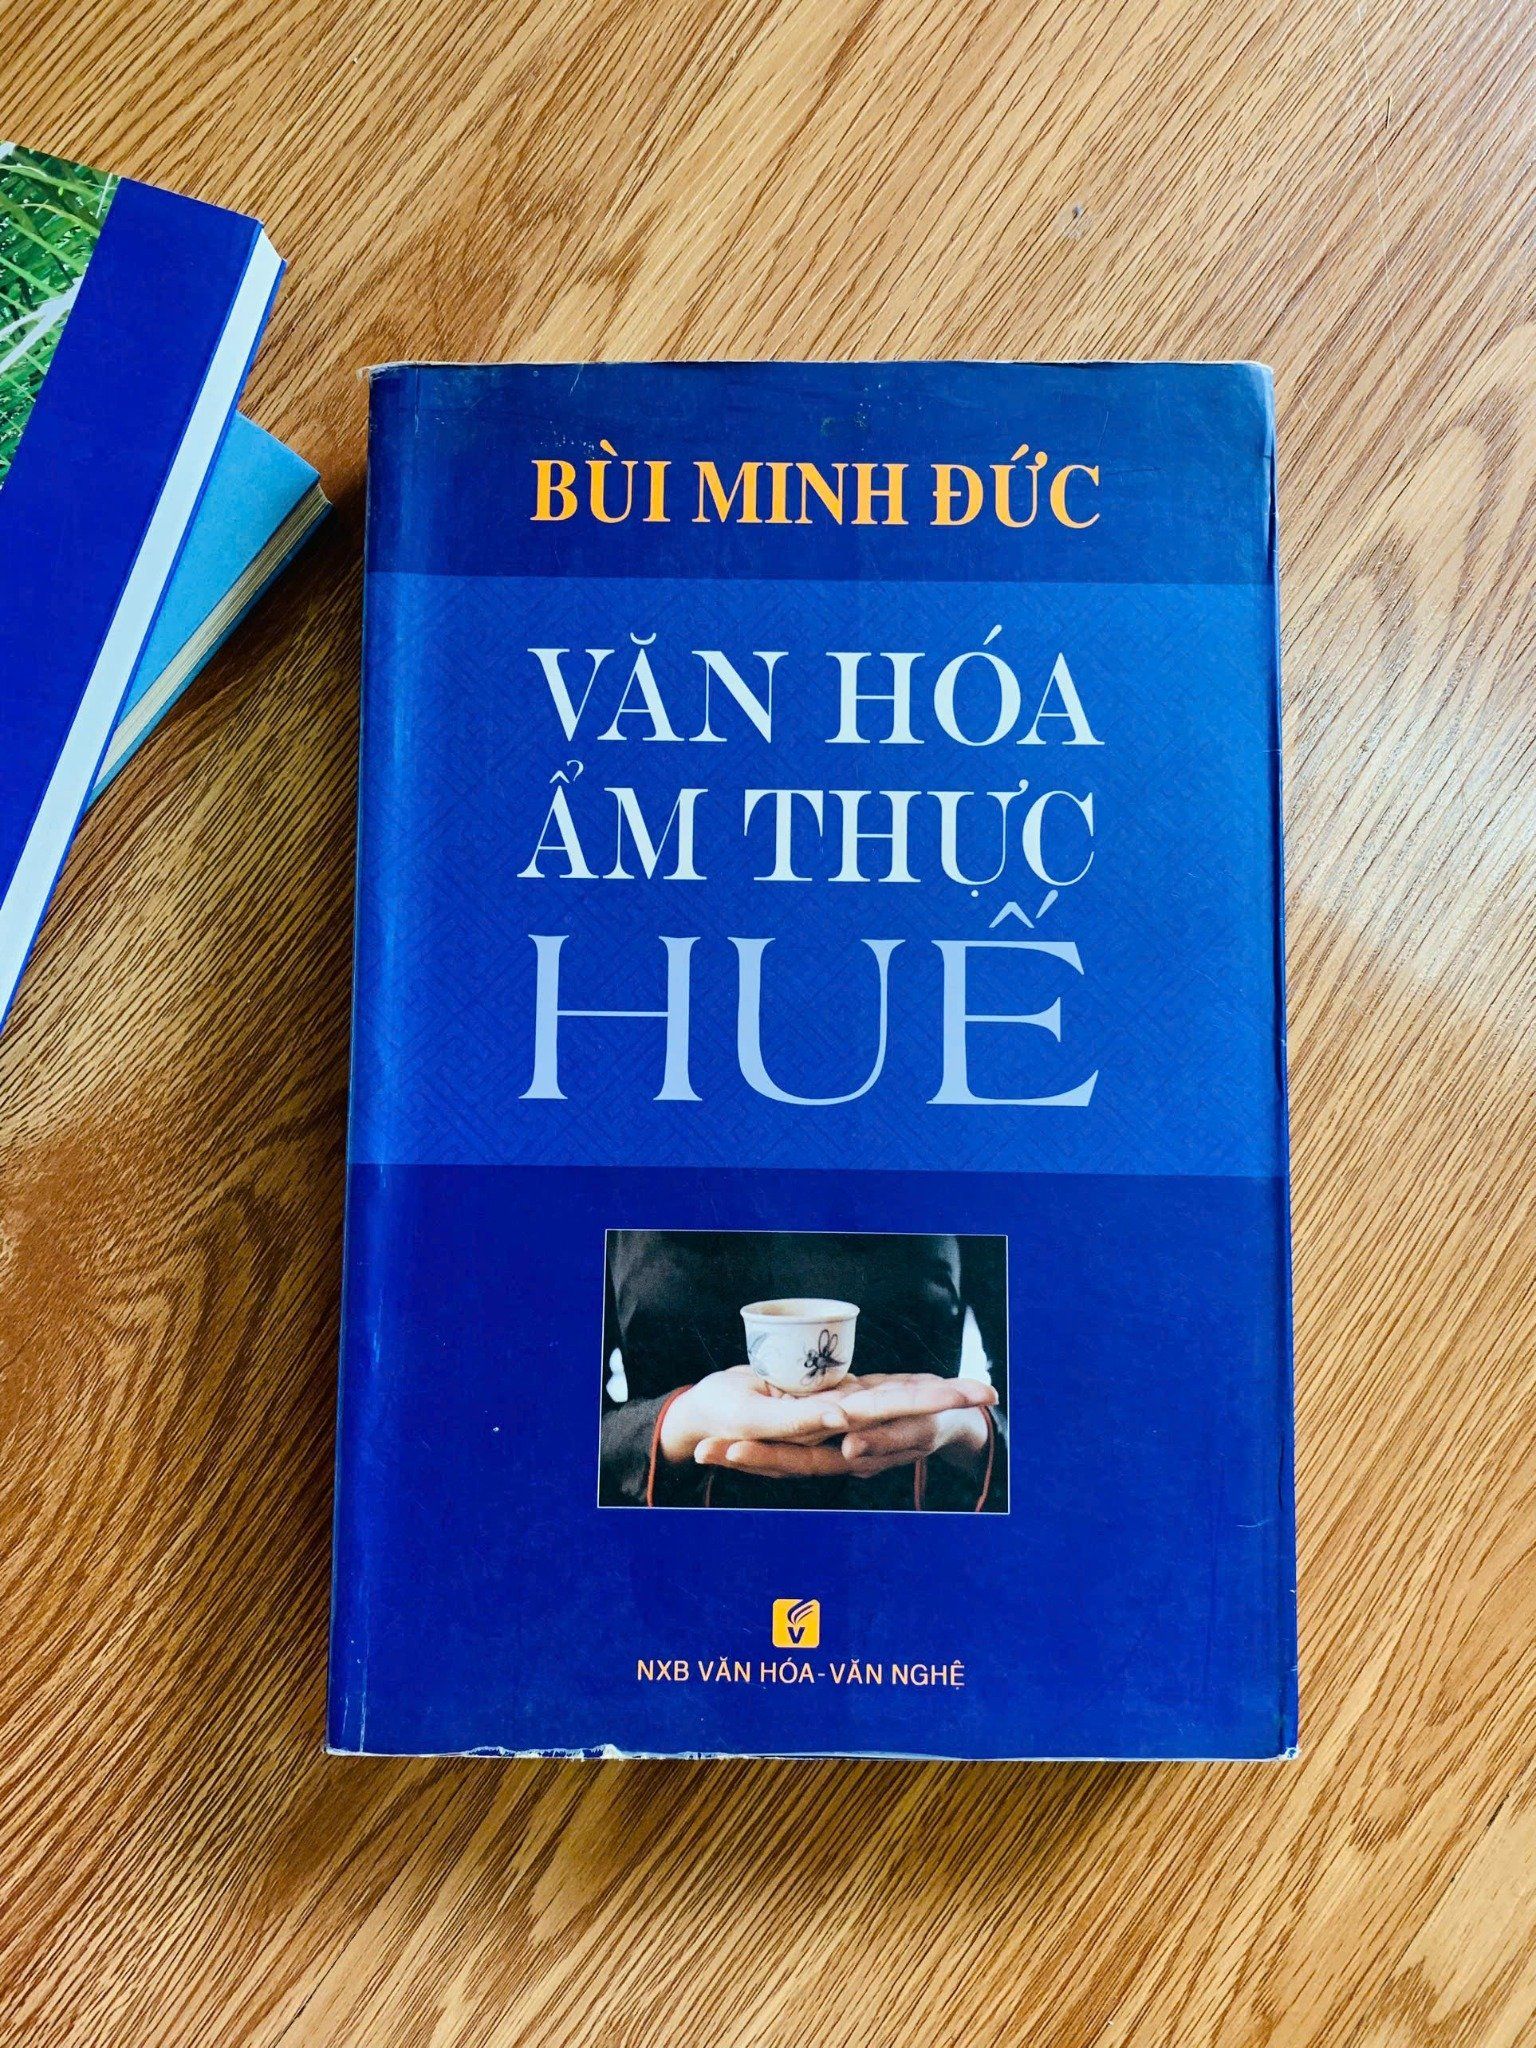 BÙI MINH ĐỨC
VĂN HÓA
ẨM THỰC
HUẾ
NXB VĂN HÓA-VĂN NGHỆ